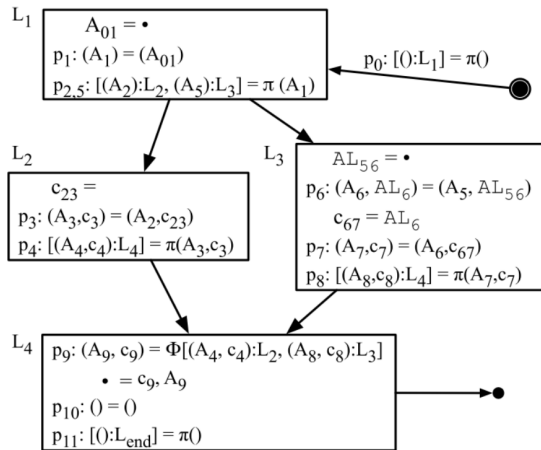 L₁
A₀₁ = •
p₁: (A₁) = (A₀₁)
p₂,₅: [(A₂):L₂, (A₅):L₃] = π (A₁)
p₀: [():L₁] = π()
L₂
c₂₃ =
p₃: (A₃,c₃) = (A₂,c₂₃)
p₄: [(A₄,c₄):L₄] = π(A₃,c₃)
L₃
AL₅₆ = •
p₆: (A₆, AL₆) = (A₅, AL₅₆)
c₆₇ = AL₆
p₇: (A₇,c₇) = (A₆,c₆₇)
p₈: [(A₈,c₈):L₄] = π(A₇,c₇)
L₄
p₉: (A₉, c₉) = Φ[(A₄, c₄):L₂, (A₈, c₈):L₃]
• = c₉, A₉
p₁₀: () = ()
p₁₁: [():Lend] = π()